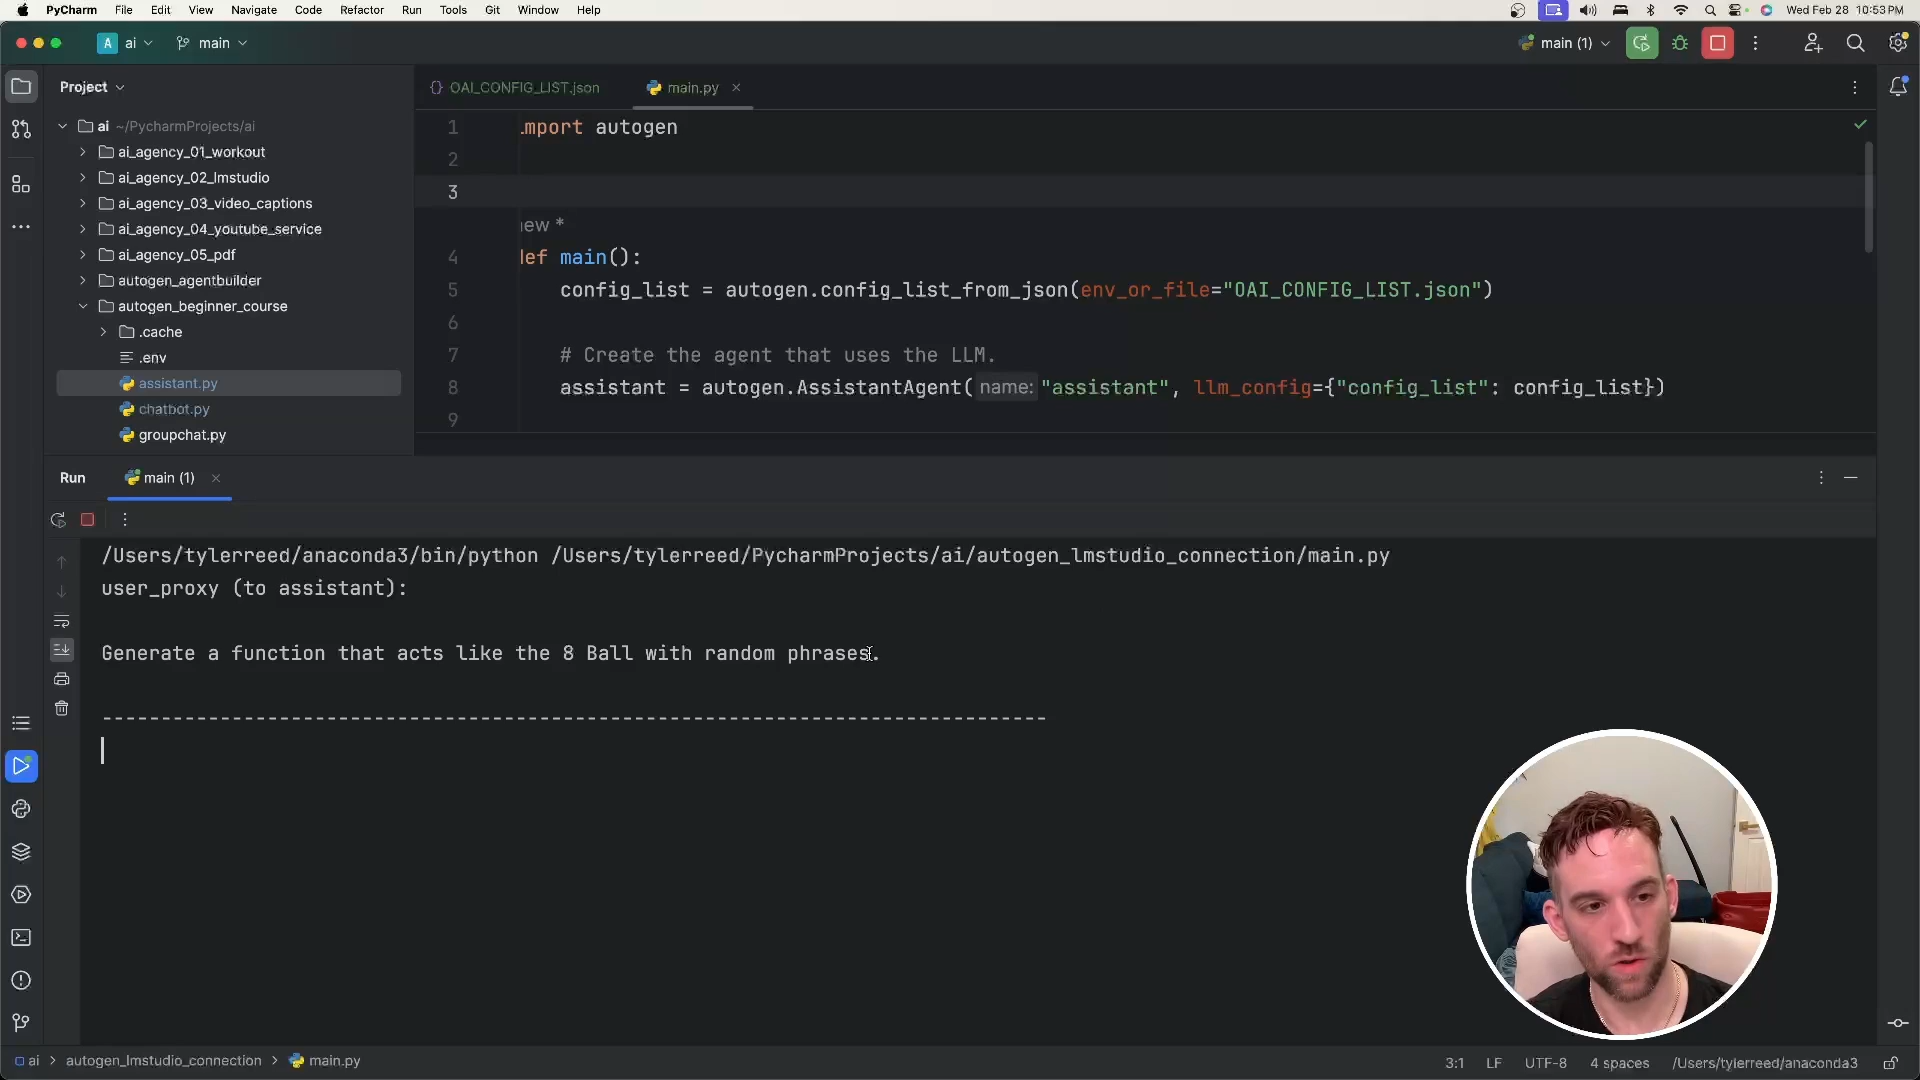 PyCharm File Edit View Navigate Code Refactor Run Tools Git Window Help
Wed Feb 28 10:53PM
A ai main
main (1)
Project
OAI_CONFIG_LIST.json
main.py
ai ~/PycharmProjects/ai
ai_agency_01_workout
ai_agency_02_lmstudio
ai_agency_03_video_captions
ai_agency_04_youtube_service
ai_agency_05_pdf
autogen_agentbuilder
autogen_beginner_course
.cache
.env
assistant.py
chatbot.py
groupchat.py
1 import autogen
2
3
new *
4 def main():
5 config_list = autogen.config_list_from_json(env_or_file="OAI_CONFIG_LIST.json")
6
7 # Create the agent that uses the LLM.
8 assistant = autogen.AssistantAgent( name: "assistant", llm_config={"config_list": config_list})
9
Run main (1)
/Users/tylerreed/anaconda3/bin/python /Users/tylerreed/PycharmProjects/ai/autogen_lmstudio_connection/main.py
user_proxy (to assistant):
Generate a function that acts like the 8 Ball with random phrases.
--------------------------------------------------------------------------------
ai > autogen_lmstudio_connection > main.py
3:1 LF UTF-8 4 spaces /Users/tylerreed/anaconda3